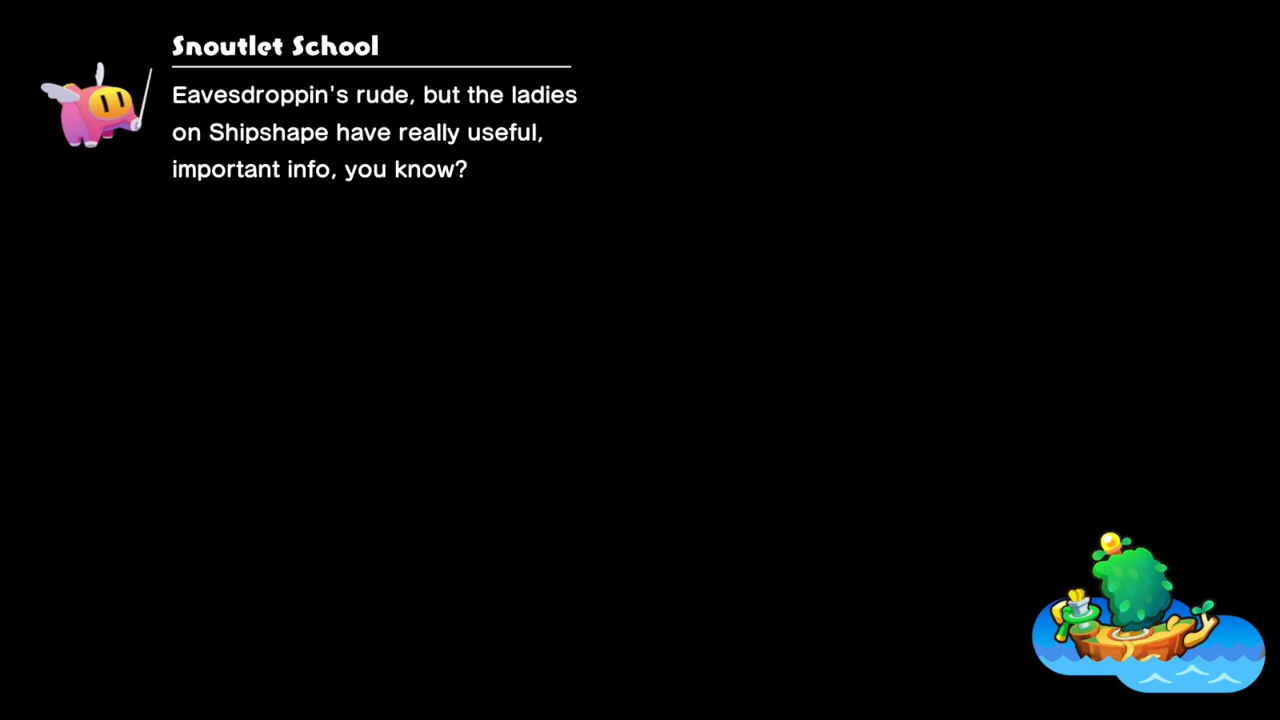 Snoutlet School
Eavesdroppin's rude, but the ladies
on Shipshape have really useful,
important info, you know?